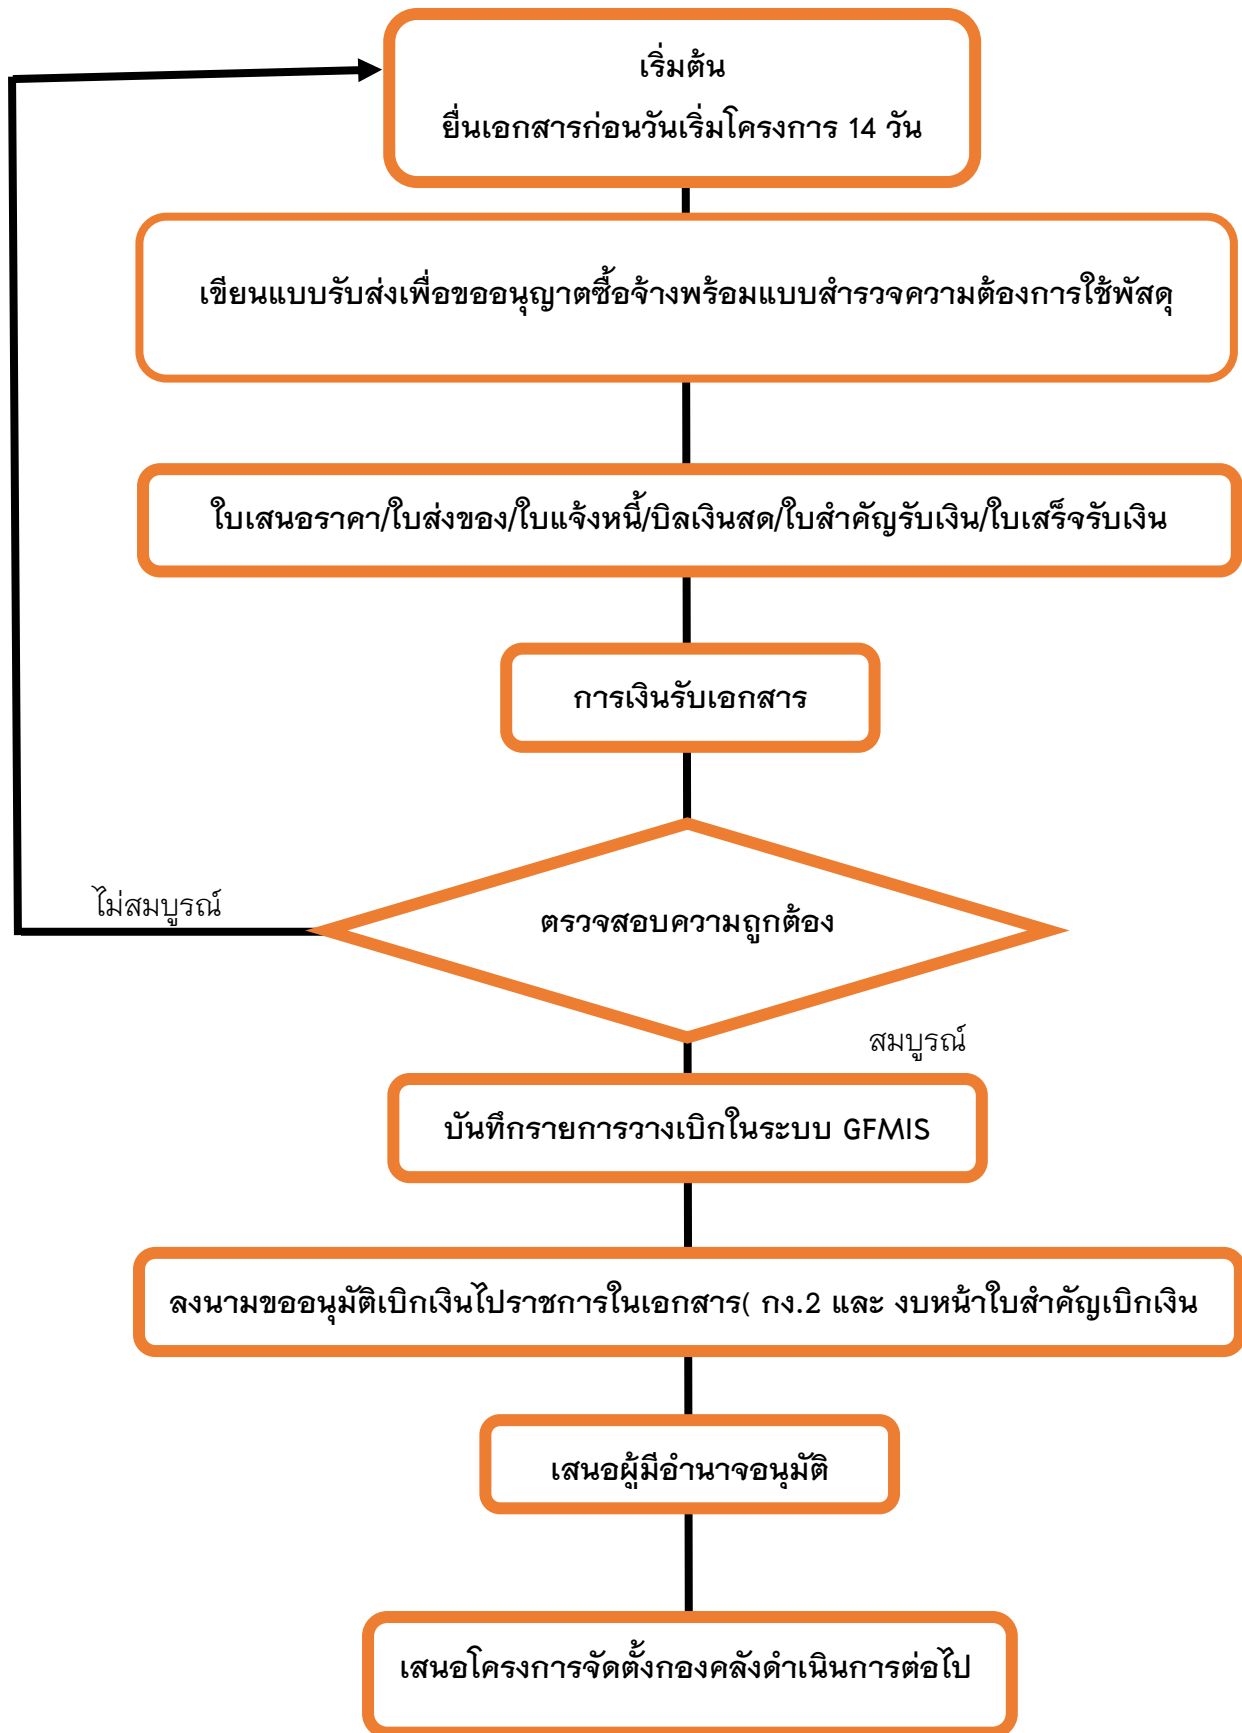 เริ่มต้น
ยื่นเอกสารก่อนวันเริ่มโครงการ 14 วัน
เขียนแบบรับส่งเพื่อขออนุญาตซื้อจ้างพร้อมแบบสำรวจความต้องการใช้พัสดุ
ใบเสนอราคา/ใบส่งของ/ใบแจ้งหนี้/บิลเงินสด/ใบสำคัญรับเงิน/ใบเสร็จรับเงิน
การเงินรับเอกสาร
ไม่สมบูรณ์
ตรวจสอบความถูกต้อง
สมบูรณ์
บันทึกรายการวางเบิกในระบบ GFMIS
ลงนามขออนุมัติเบิกเงินไปราชการในเอกสาร( กง.2 และ งบหน้าใบสำคัญเบิกเงิน
เสนอผู้มีอำนาจอนุมัติ
เสนอโครงการจัดตั้งกองคลังดำเนินการต่อไป